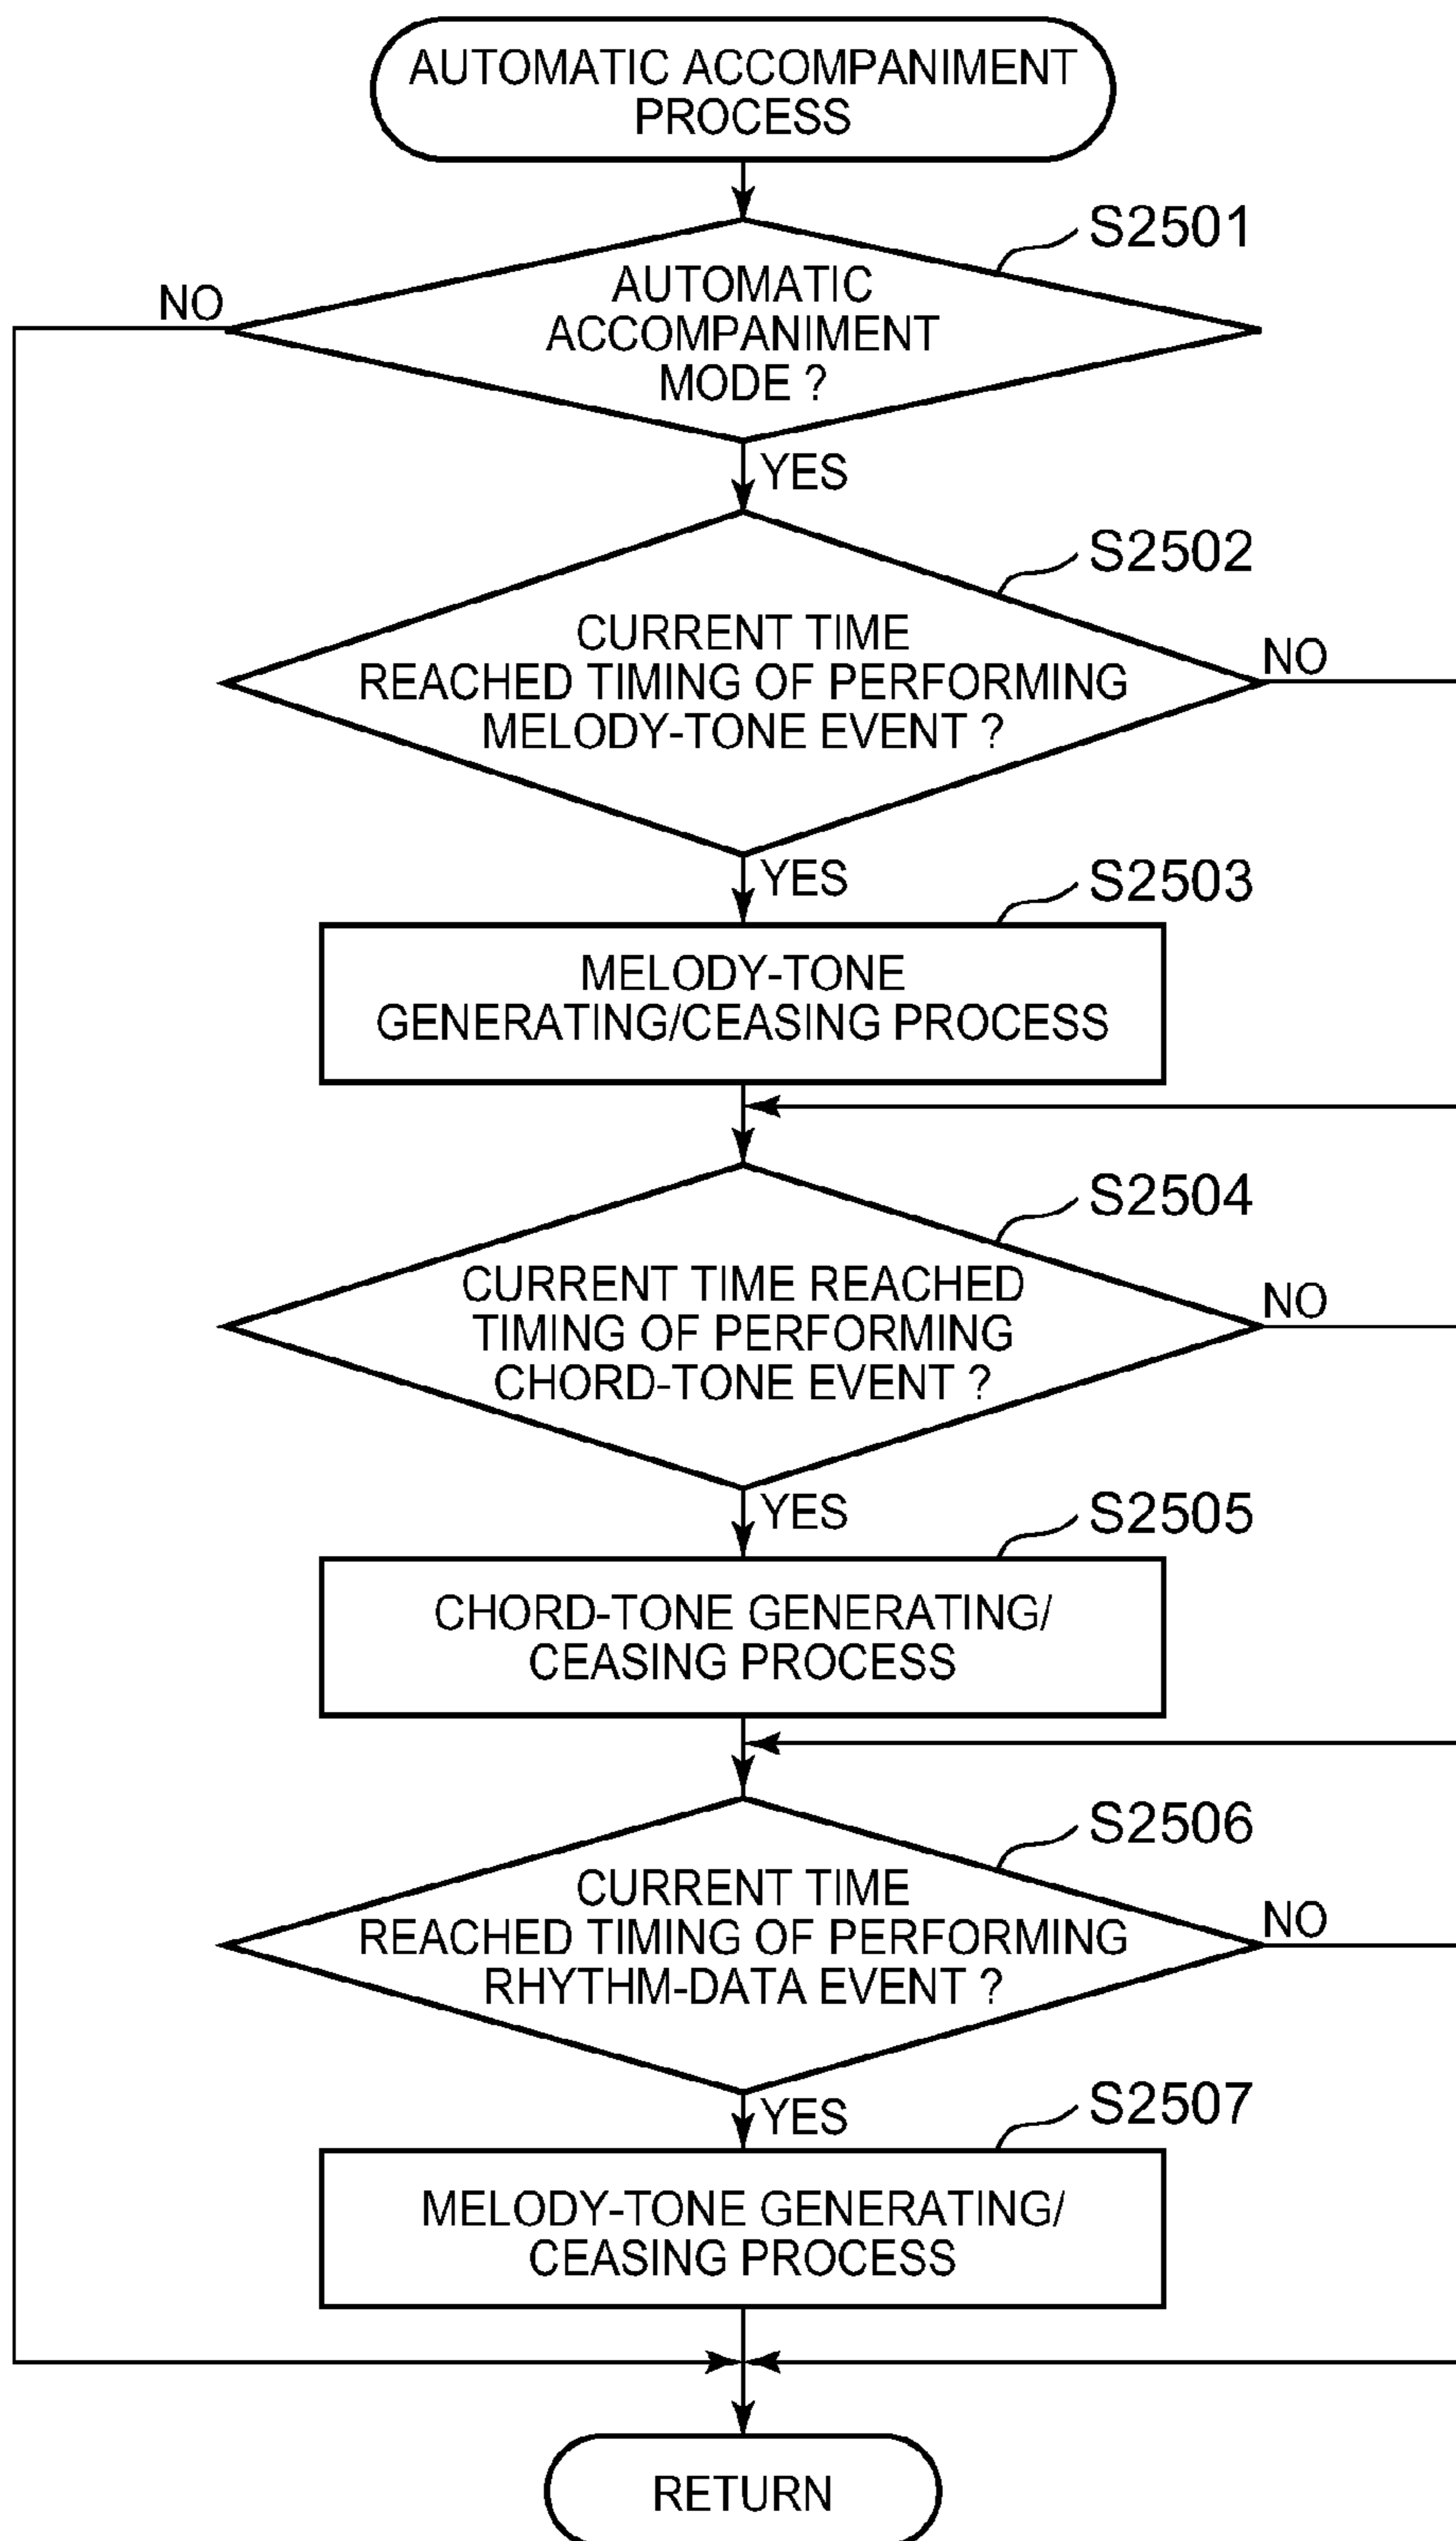 AUTOMATIC ACCOMPANIMENT
PROCESS
S2501
NO
AUTOMATIC
ACCOMPANIMENT
MODE ?
YES
S2502
CURRENT TIME
REACHED TIMING OF PERFORMING
MELODY-TONE EVENT ?
NO
YES
S2503
MELODY-TONE
GENERATING/CEASING PROCESS
S2504
CURRENT TIME REACHED
TIMING OF PERFORMING
CHORD-TONE EVENT ?
NO
YES
S2505
CHORD-TONE GENERATING/
CEASING PROCESS
S2506
CURRENT TIME
REACHED TIMING OF PERFORMING
RHYTHM-DATA EVENT ?
NO
YES
S2507
MELODY-TONE GENERATING/
CEASING PROCESS
RETURN